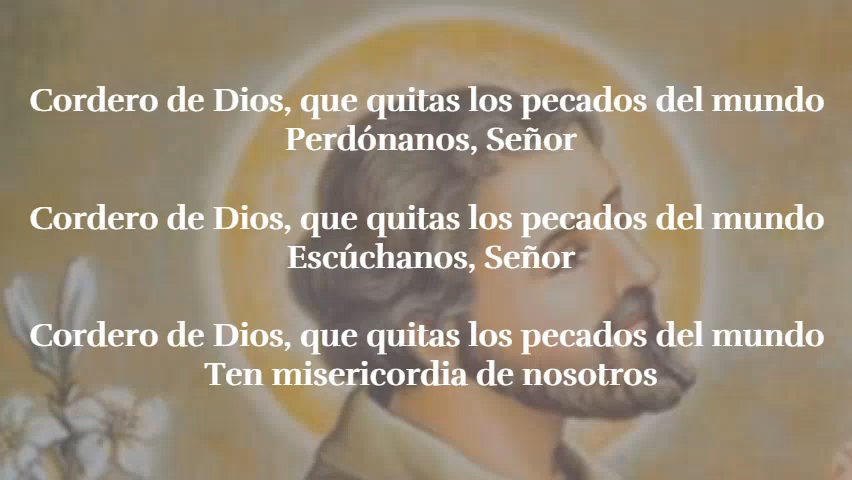 Cordero de Dios, que quitas los pecados del mundo
Perdónanos, Señor
Cordero de Dios, que quitas los pecados del mundo
Escúchanos, Señor
Cordero de Dios, que quitas los pecados del mundo
Ten misericordia de nosotros